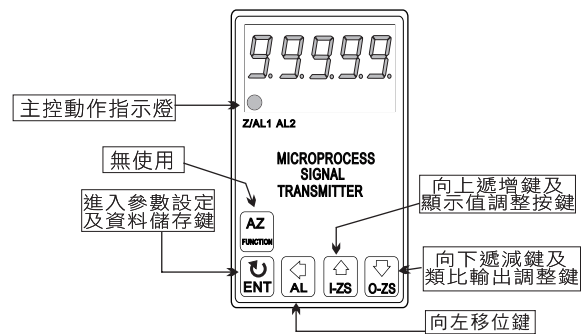 9.9.9.9.9
主控動作指示燈
Z/AL1 AL2
無使用
MICROPROCESS
SIGNAL
TRANSMITTER
向上遞增鍵及
顯示值調整按鍵
進入參數設定
及資料儲存鍵
AZ
FUNCTION
ENT
AL
I-ZS
O-ZS
向下遞減鍵及
類比輸出調整鍵
向左移位鍵